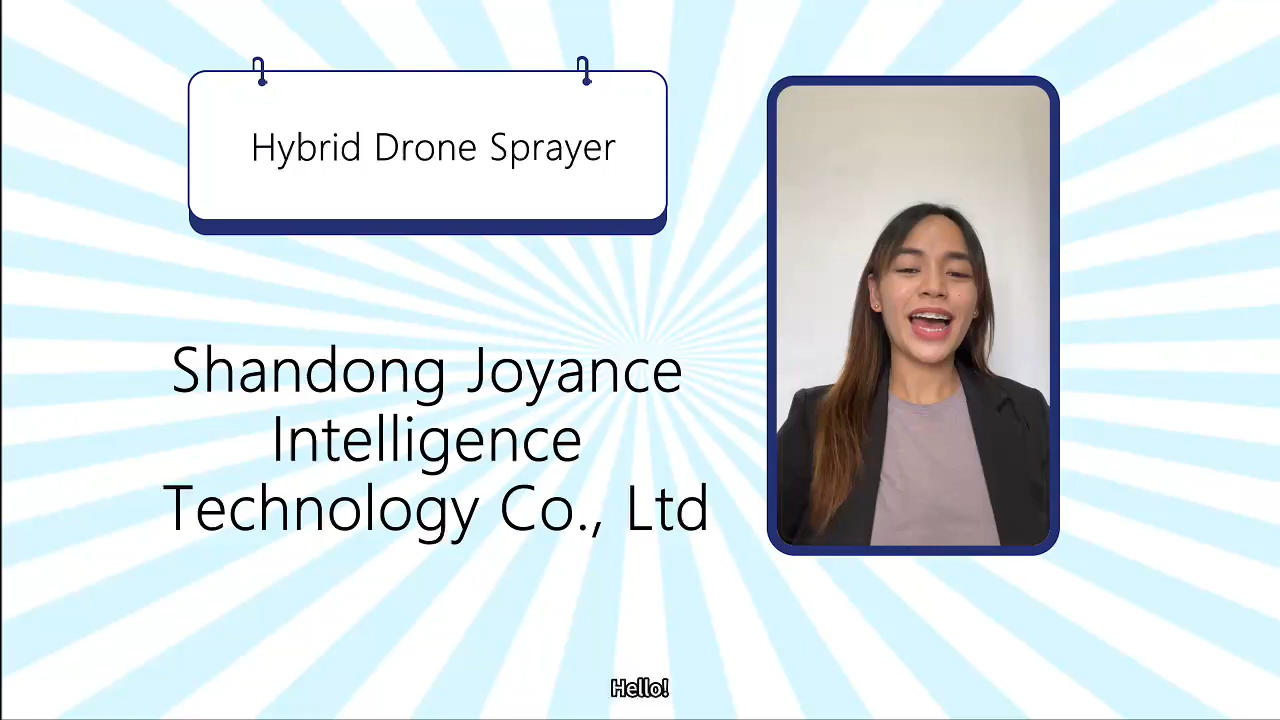 Hybrid Drone Sprayer
Shandong Joyance
Intelligence
Technology Co., Ltd
Hello!